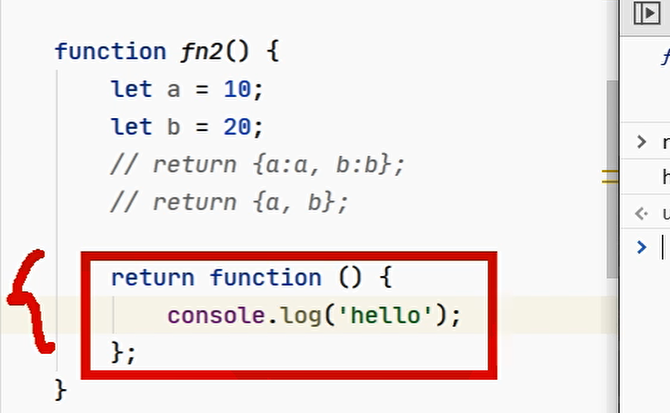 function fn2() {
let a = 10;
let b = 20;
// return {a:a, b:b};
// return {a, b};
return function () {
console.log('hello');
};
}